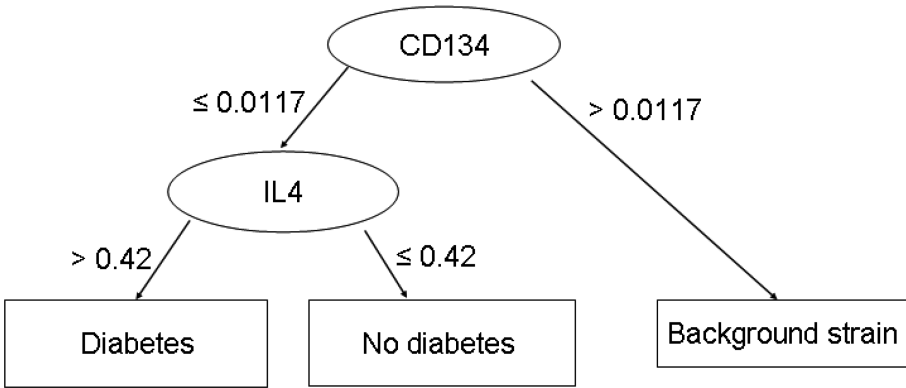 CD134
≤ 0.0117
> 0.0117
IL4
> 0.42
≤ 0.42
Diabetes
No diabetes
Background strain